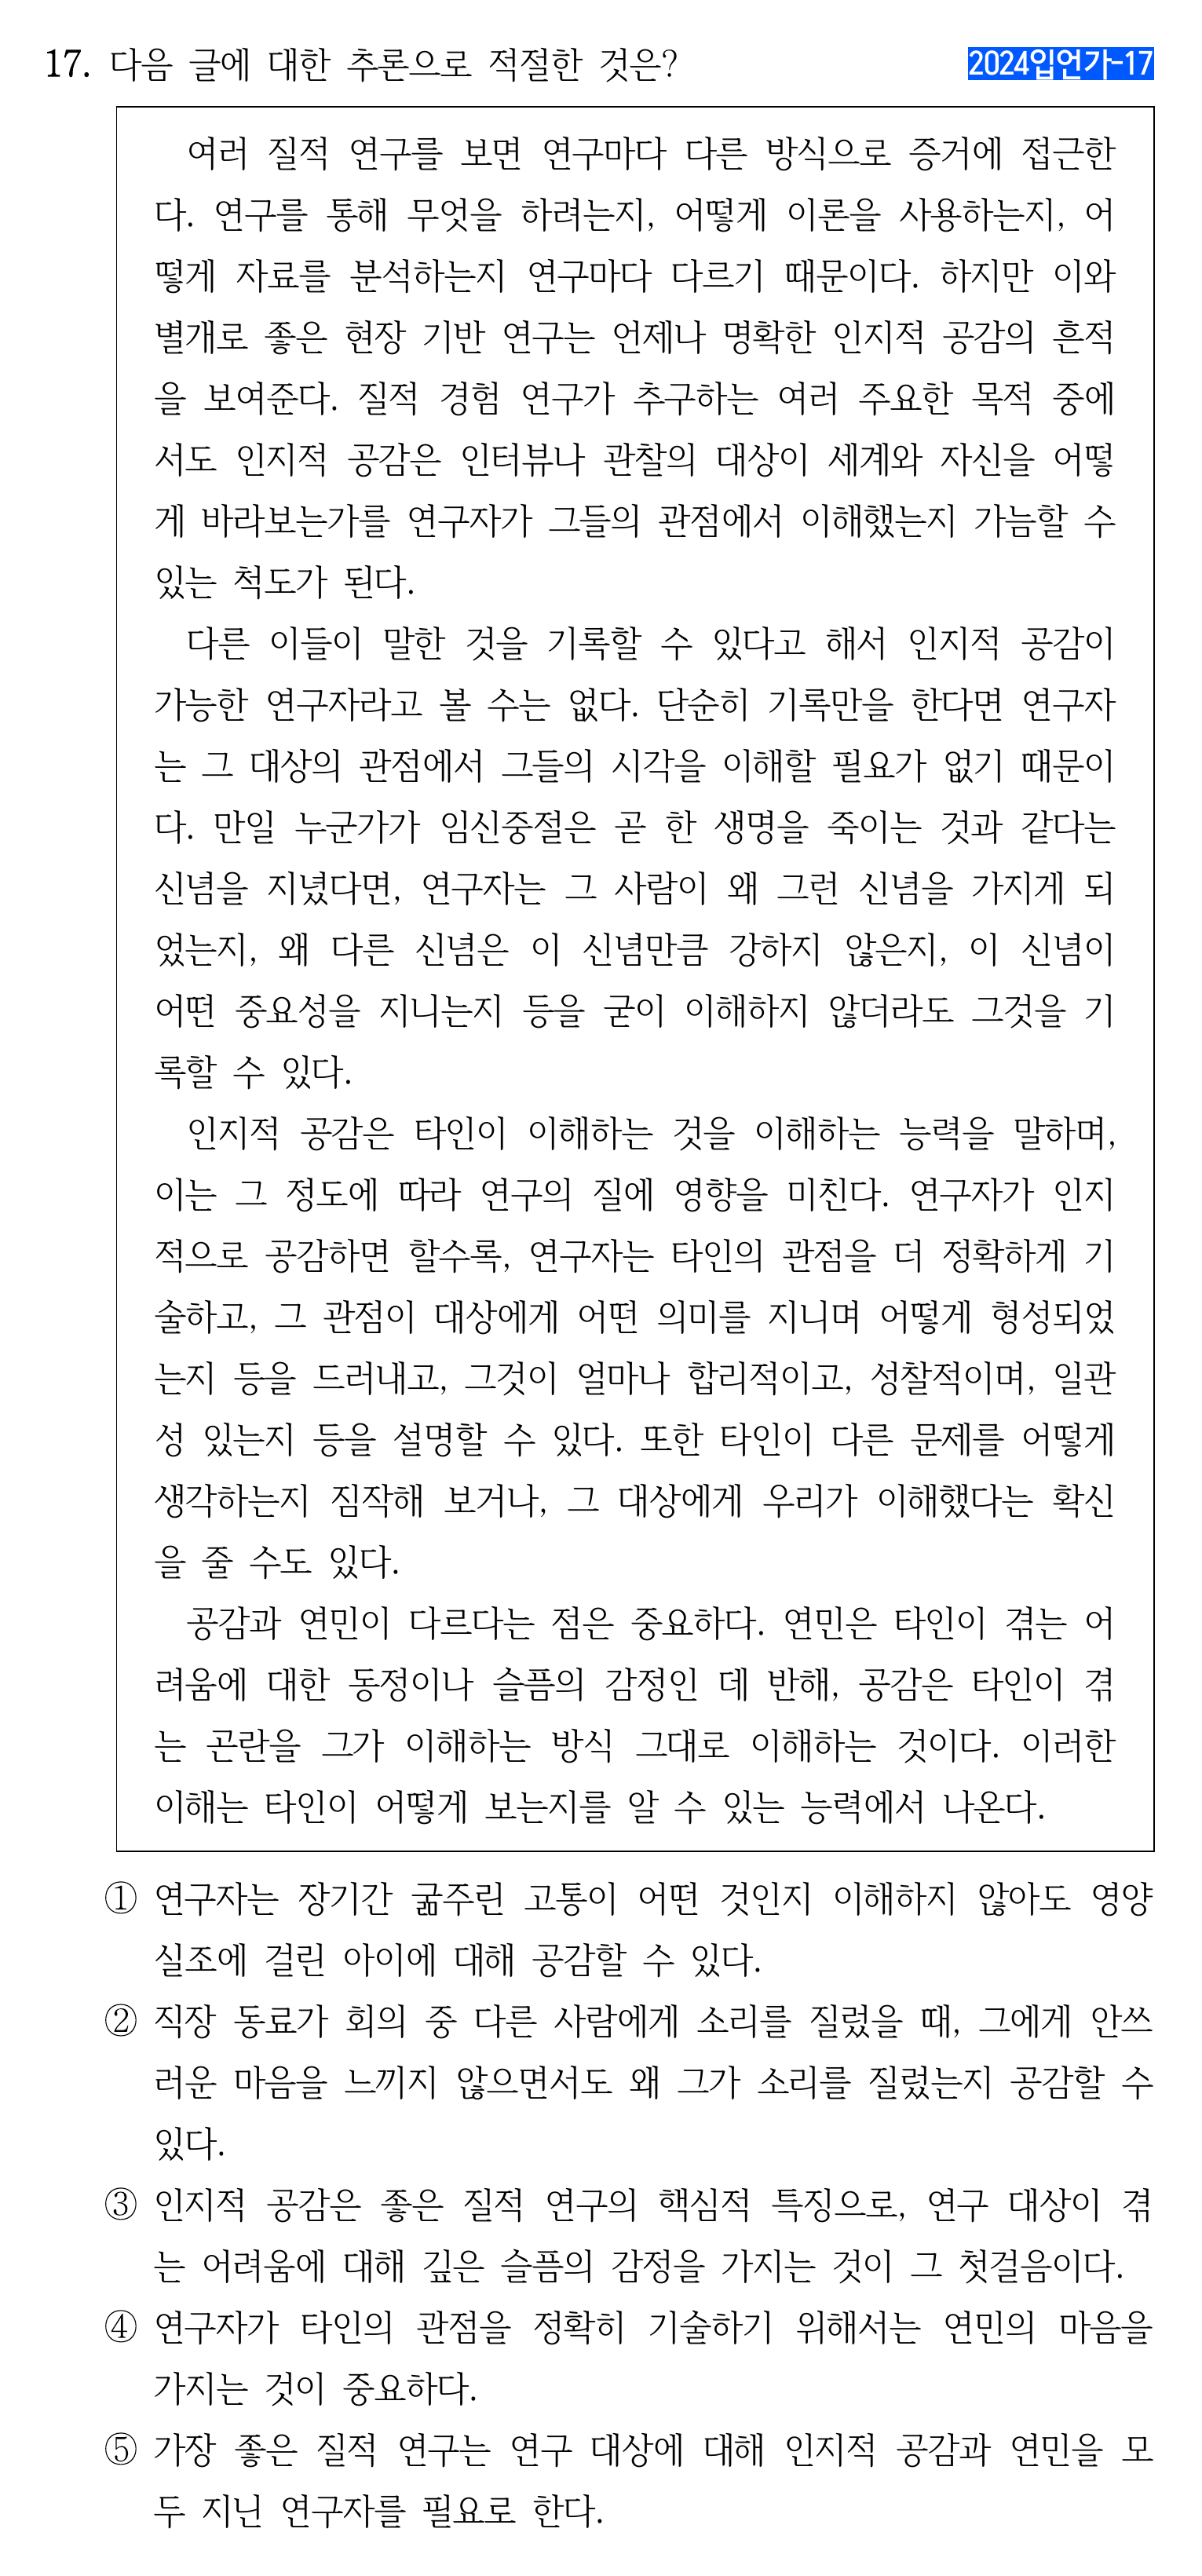 17. 다음 글에 대한 추론으로 적절한 것은?
2024입언가-17
여러 질적 연구를 보면 연구마다 다른 방식으로 증거에 접근한
다. 연구를 통해 무엇을 하려는지, 어떻게 이론을 사용하는지, 어
떻게 자료를 분석하는지 연구마다 다르기 때문이다. 하지만 이와
별개로 좋은 현장 기반 연구는 언제나 명확한 인지적 공감의 흔적
을 보여준다. 질적 경험 연구가 추구하는 여러 주요한 목적 중에
서도 인지적 공감은 인터뷰나 관찰의 대상이 세계와 자신을 어떻
게 바라보는가를 연구자가 그들의 관점에서 이해했는지 가늠할 수
있는 척도가 된다.
다른 이들이 말한 것을 기록할 수 있다고 해서 인지적 공감이
가능한 연구자라고 볼 수는 없다. 단순히 기록만을 한다면 연구자
는 그 대상의 관점에서 그들의 시각을 이해할 필요가 없기 때문이
다. 만일 누군가가 임신중절은 곧 한 생명을 죽이는 것과 같다는
신념을 지녔다면, 연구자는 그 사람이 왜 그런 신념을 가지게 되
었는지, 왜 다른 신념은 이 신념만큼 강하지 않은지, 이 신념이
어떤 중요성을 지니는지 등을 굳이 이해하지 않더라도 그것을 기
록할 수 있다.
인지적 공감은 타인이 이해하는 것을 이해하는 능력을 말하며,
이는 그 정도에 따라 연구의 질에 영향을 미친다. 연구자가 인지
적으로 공감하면 할수록, 연구자는 타인의 관점을 더 정확하게 기
술하고, 그 관점이 대상에게 어떤 의미를 지니며 어떻게 형성되었
는지 등을 드러내고, 그것이 얼마나 합리적이고, 성찰적이며, 일관
성 있는지 등을 설명할 수 있다. 또한 타인이 다른 문제를 어떻게
생각하는지 짐작해 보거나, 그 대상에게 우리가 이해했다는 확신
을 줄 수도 있다.
공감과 연민이 다르다는 점은 중요하다. 연민은 타인이 겪는 어
려움에 대한 동정이나 슬픔의 감정인 데 반해, 공감은 타인이 겪
는 곤란을 그가 이해하는 방식 그대로 이해하는 것이다. 이러한
이해는 타인이 어떻게 보는지를 알 수 있는 능력에서 나온다.
① 연구자는 장기간 굶주린 고통이 어떤 것인지 이해하지 않아도 영양
실조에 걸린 아이에 대해 공감할 수 있다.
② 직장 동료가 회의 중 다른 사람에게 소리를 질렀을 때, 그에게 안쓰
러운 마음을 느끼지 않으면서도 왜 그가 소리를 질렀는지 공감할 수
있다.
③ 인지적 공감은 좋은 질적 연구의 핵심적 특징으로, 연구 대상이 겪
는 어려움에 대해 깊은 슬픔의 감정을 가지는 것이 그 첫걸음이다.
④ 연구자가 타인의 관점을 정확히 기술하기 위해서는 연민의 마음을
가지는 것이 중요하다.
⑤ 가장 좋은 질적 연구는 연구 대상에 대해 인지적 공감과 연민을 모
두 지닌 연구자를 필요로 한다.